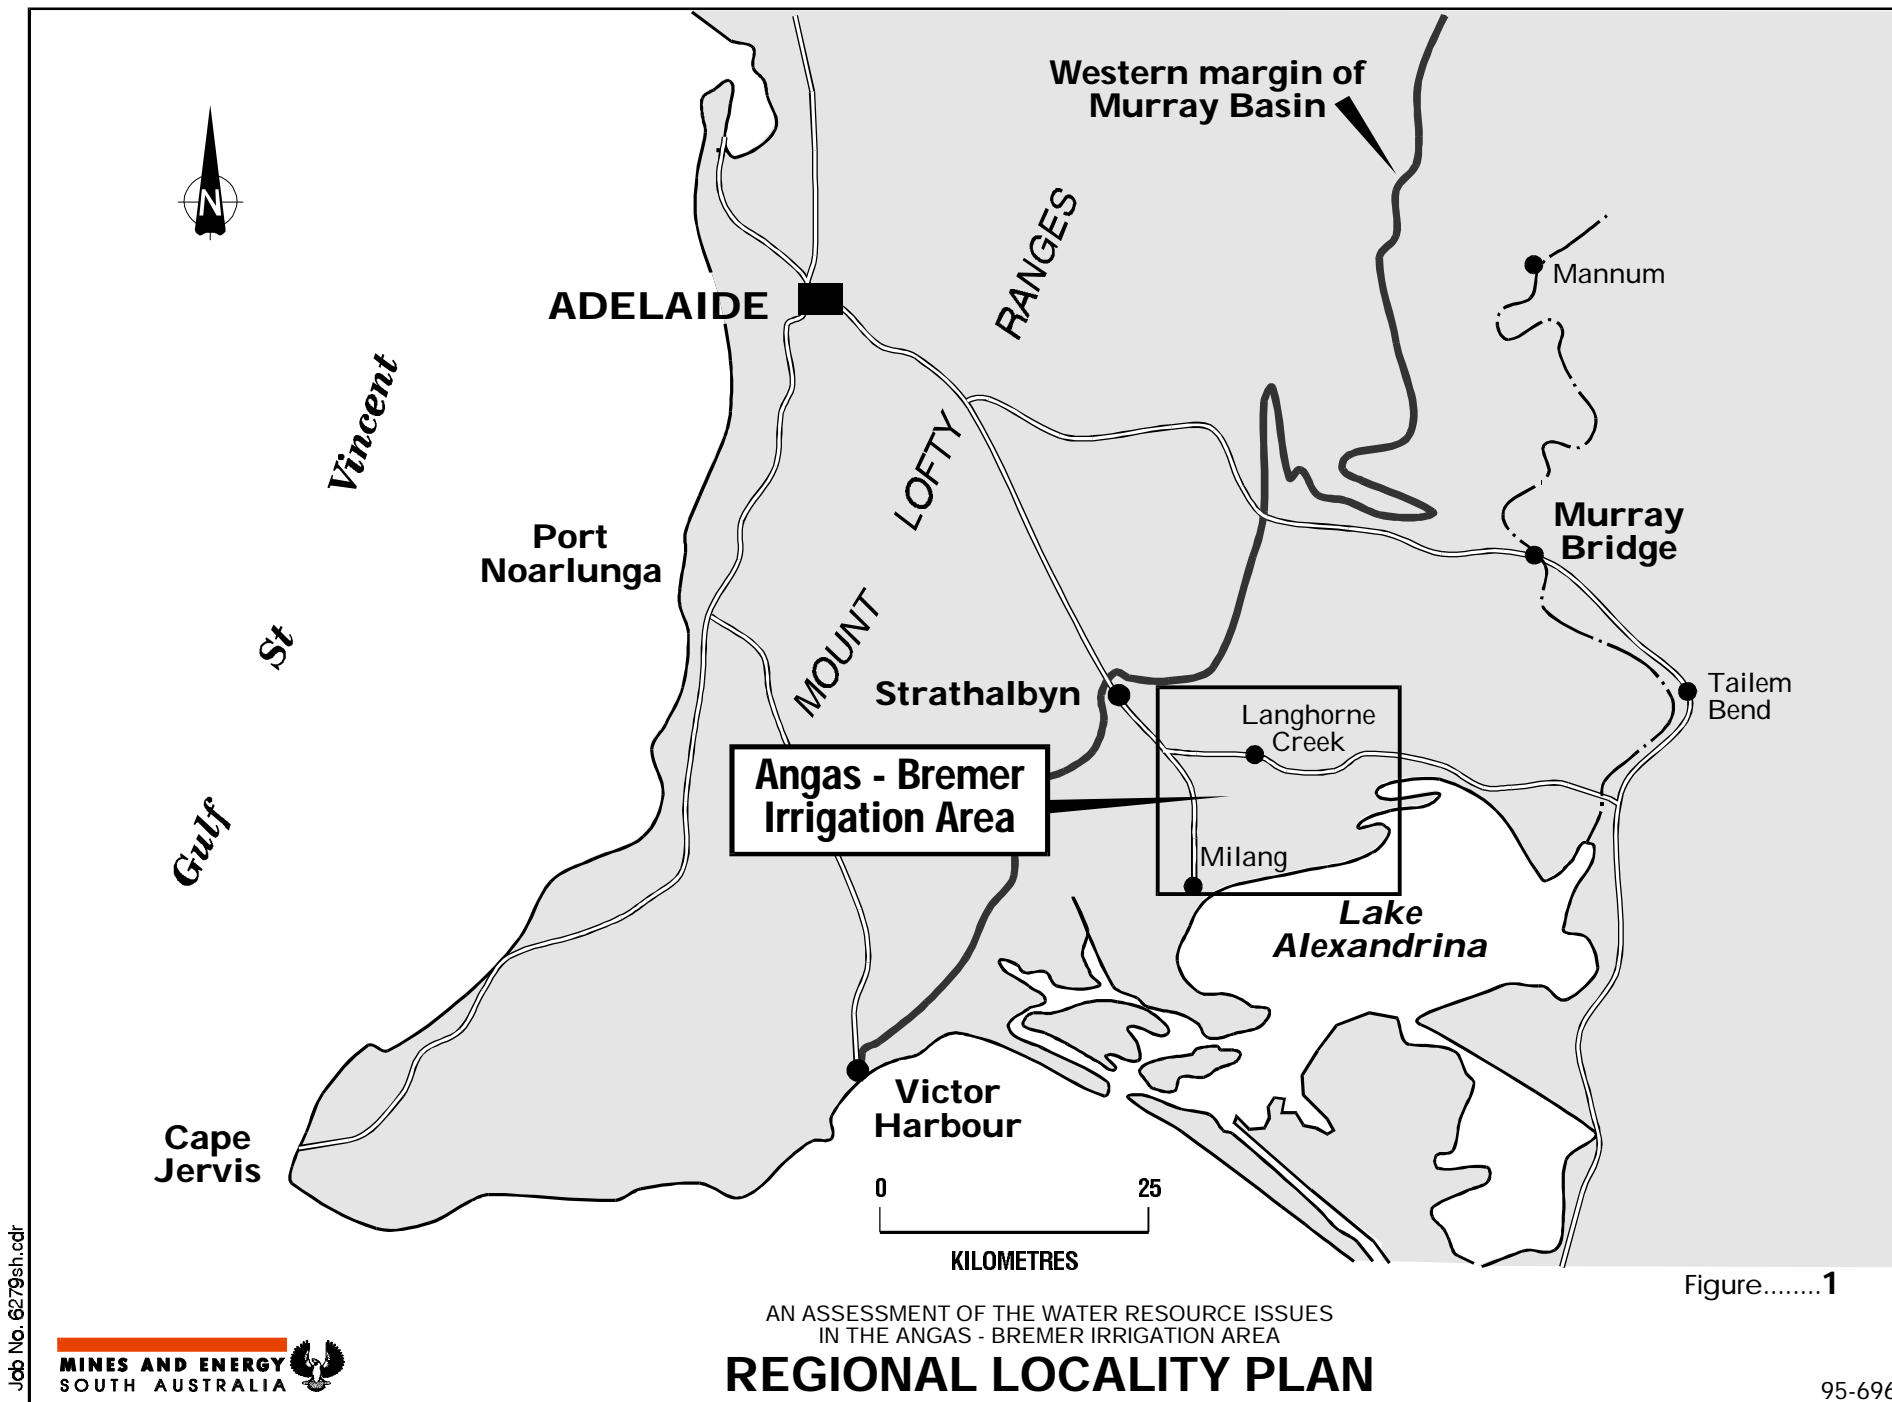 Western margin of
Murray Basin
N
RANGES
Mannum
ADELAIDE
Vincent
LOFTY
Port
Noarlunga
Murray
Bridge
St
MOUNT
Strathalbyn
Tailem
Bend
Langhorne
Creek
Angas - Bremer
Irrigation Area
Gulf
Milang
Lake
Alexandrina
Victor
Harbour
Cape
Jervis
0 25
KILOMETRES
Figure........1
AN ASSESSMENT OF THE WATER RESOURCE ISSUES
IN THE ANGAS - BREMER IRRIGATION AREA
REGIONAL LOCALITY PLAN
MINES AND ENERGY
SOUTH AUSTRALIA
Job No. 6279sh.cdr
95-696